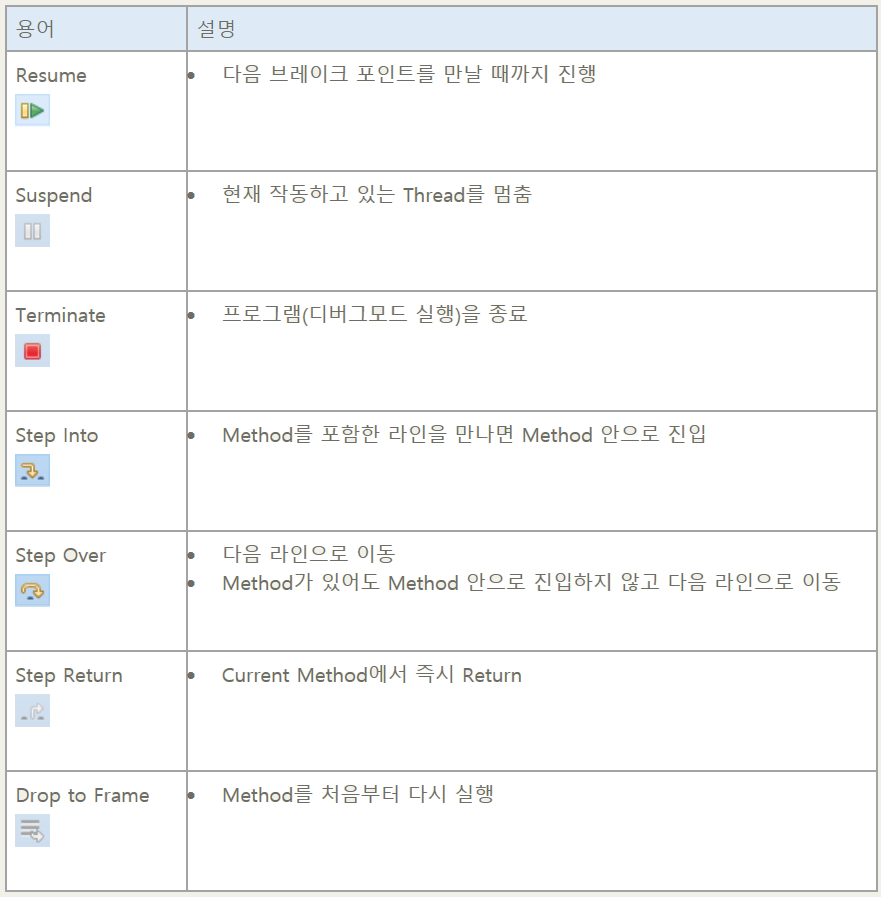 용어
설명
Resume
다음 브레이크 포인트를 만날 때까지 진행
Suspend
현재 작동하고 있는 Thread를 멈춤
Terminate
프로그램(디버그모드 실행)을 종료
Step Into
Method를 포함한 라인을 만나면 Method 안으로 진입
Step Over
다음 라인으로 이동
Method가 있어도 Method 안으로 진입하지 않고 다음 라인으로 이동
Step Return
Current Method에서 즉시 Return
Drop to Frame
Method를 처음부터 다시 실행